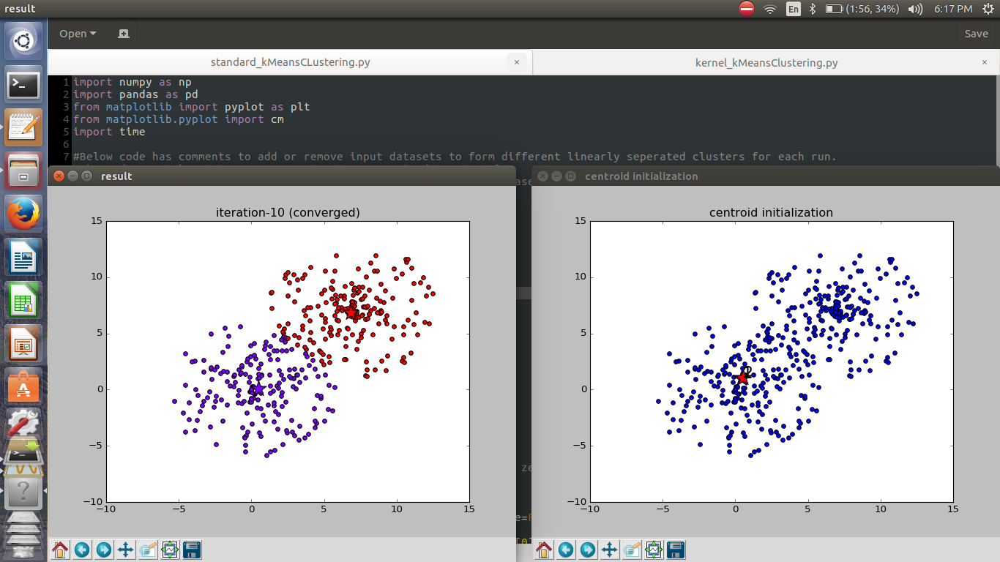 result
En
(1:56, 34%)
6:17 PM
Open
Save
standard_kMeansCLustering.py
×
kernel_kMeansClustering.py
×
1 import numpy as np
2 import pandas as pd
3 from matplotlib import pyplot as plt
4 from matplotlib.pyplot import cm
5 import time
6
7 #Below code has comments to add or remove input datasets to form different linearly seperated clusters for each run.
result
centroid initialization
iteration-10 (converged)
15
10
5
0
−5
−10
−10 −5 0 5 10 15
centroid initialization
15
10
5
0
−5
−10
−10 −5 0 5 10 15